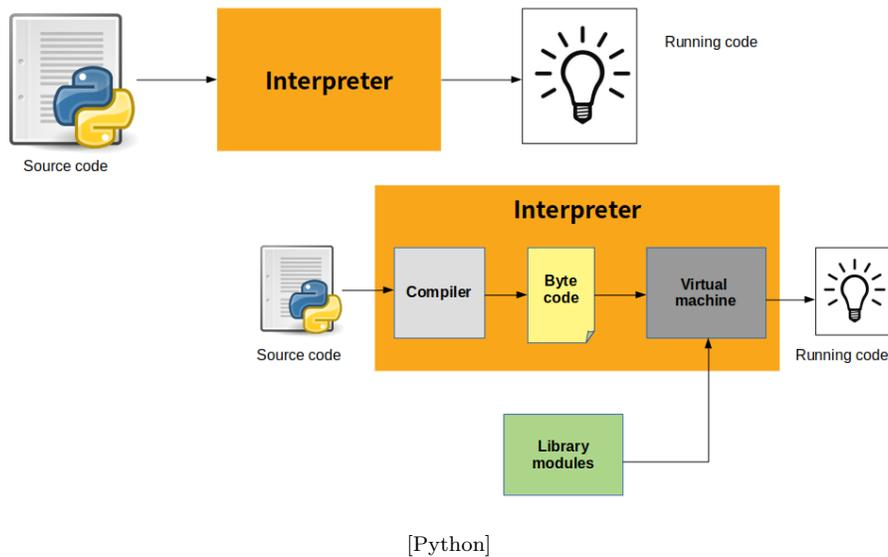 Interpreter
Running code
Source code
Interpreter
Compiler
Byte
code
Virtual
machine
Source code
Running code
Library
modules
[Python]